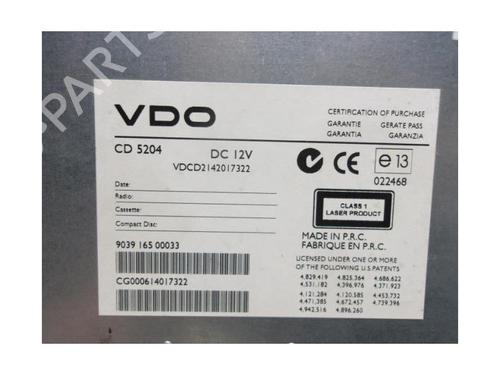 VDO
CERTIFICATION OF PURCHASE
GARANTIE GERATE PASS
GARANTIA GARANZIA
CD 5204 DC 12V
VDCD2142017322
CE e13
022468
Date:
Radio:
Cassette:
Compact Disc:
CLASS 1
LASER PRODUCT
MADE IN P.R.C.
FABRIQUE EN P.R.C.
9039 165 00033
LICENSED UNDER ONE OR MORE
OF THE FOLLOWING U.S PATENTS
4.829.419 4.825.364 4.686.622
4.531.182 4.396.976 4.371.923
4.121.284 4.120.585 4.453.732
4.471.385 4.672.457 4.739.396
4.942.516 4.896.260
CG000614017322